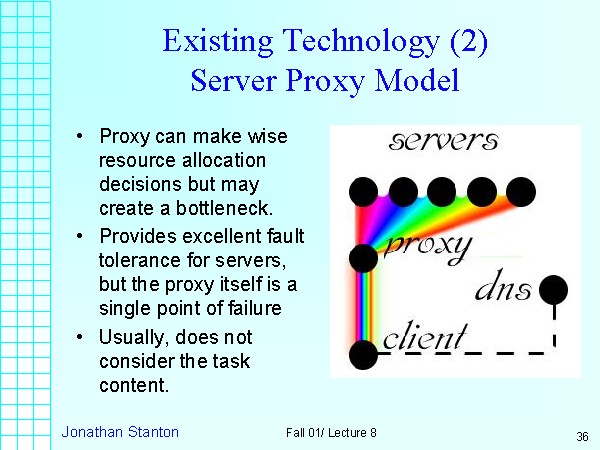 Existing Technology (2)
Server Proxy Model
• Proxy can make wise
resource allocation
decisions but may
create a bottleneck.
• Provides excellent fault
tolerance for servers,
but the proxy itself is a
single point of failure
• Usually, does not
consider the task
content.
servers
proxy
dns
client
Jonathan Stanton
Fall 01/ Lecture 8
36